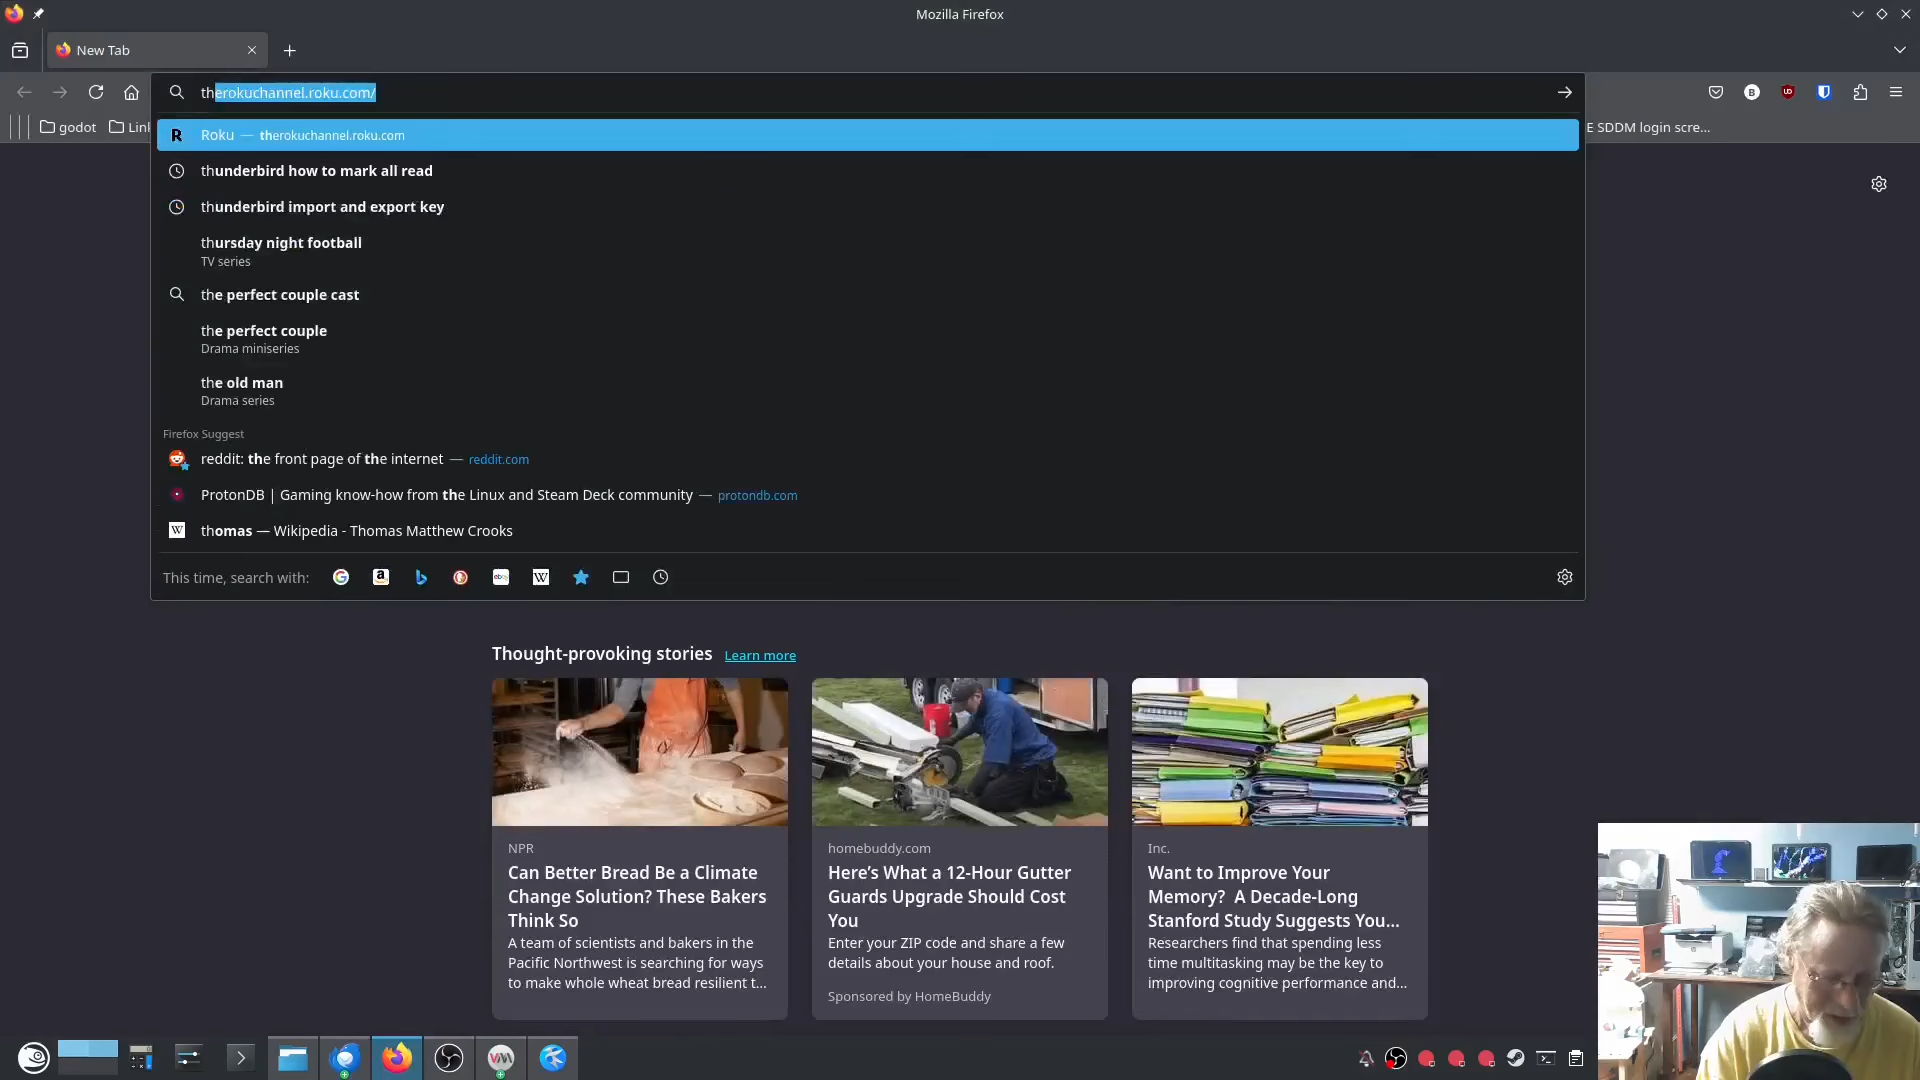 Mozilla Firefox
New Tab
therokuchannel.roku.com/
godot
Link
E SDDM login scre...
Roku — therokuchannel.roku.com
thunderbird how to mark all read
thunderbird import and export key
thursday night football
TV series
the perfect couple cast
the perfect couple
Drama miniseries
the old man
Drama series
Firefox Suggest
reddit: the front page of the internet — reddit.com
ProtonDB | Gaming know-how from the Linux and Steam Deck community — protondb.com
thomas — Wikipedia - Thomas Matthew Crooks
This time, search with:
Thought-provoking stories Learn more
NPR
Can Better Bread Be a Climate
Change Solution? These Bakers
Think So
A team of scientists and bakers in the
Pacific Northwest is searching for ways
to make whole wheat bread resilient t...
homebuddy.com
Here’s What a 12-Hour Gutter
Guards Upgrade Should Cost
You
Enter your ZIP code and share a few
details about your house and roof.
Sponsored by HomeBuddy
Inc.
Want to Improve Your
Memory? A Decade-Long
Stanford Study Suggests You...
Researchers find that spending less
time multitasking may be the key to
improving cognitive performance and...